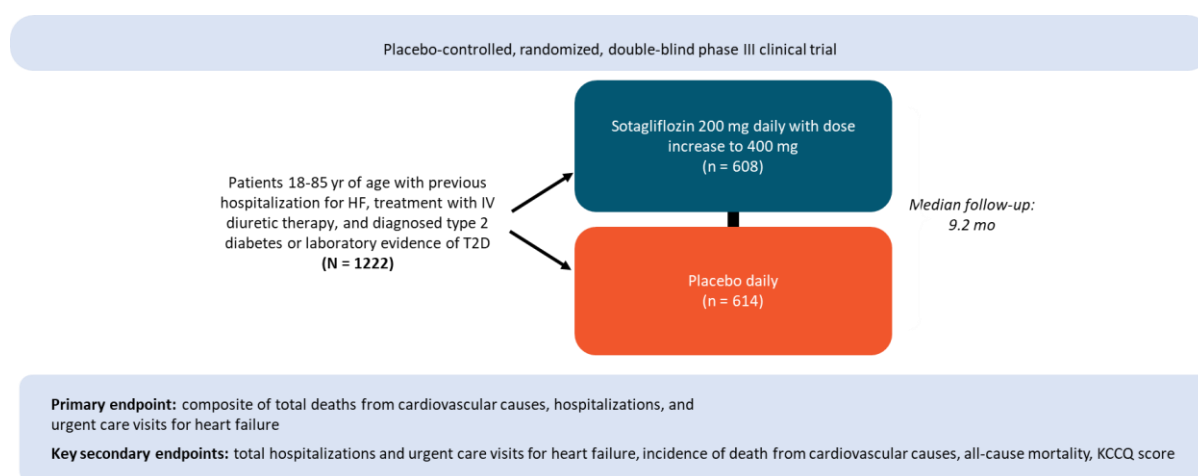 Placebo-controlled, randomized, double-blind phase III clinical trial
Sotagliflozin 200 mg daily with dose
increase to 400 mg
(n = 608)
Patients 18-85 yr of age with previous
hospitalization for HF, treatment with IV
diuretic therapy, and diagnosed type 2
diabetes or laboratory evidence of T2D
(N = 1222)
Median follow-up:
9.2 mo
Placebo daily
(n = 614)
Primary endpoint: composite of total deaths from cardiovascular causes, hospitalizations, and
urgent care visits for heart failure
Key secondary endpoints: total hospitalizations and urgent care visits for heart failure, incidence of death from cardiovascular causes, all-cause mortality, KCCQ score